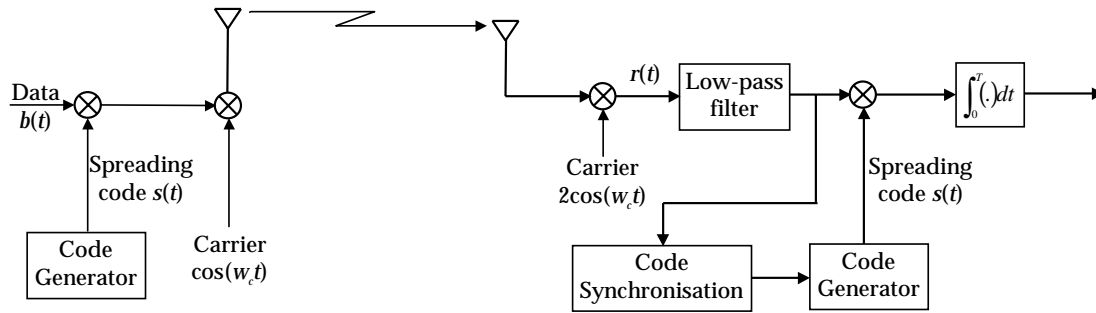 Data
b(t)
Spreading
code s(t)
Code
Generator
Carrier
cos(w_c t)
r(t)
Low-pass
filter
∫_0^T(.)dt
Carrier
2cos(w_c t)
Spreading
code s(t)
Code
Synchronisation
Code
Generator